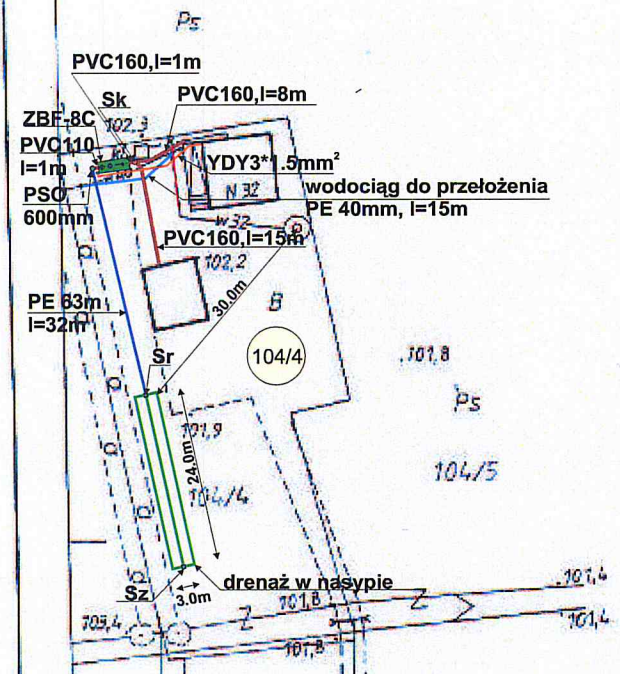 Ps
PVC160,l=1m
Sk
PVC160,l=8m
ZBF-8C
102,3
PVC110
l=1m
YDY3*1.5mm²
PSO
600mm
N 32
wodociąg do przełożenia
PE 40mm, l=15m
w32
PVC160,l=15m
102,2
30.0m
B
PE 63m
l=32m
104/4
Sr
101,8
Ps
101,9
24.0m
104/4
104/5
Sz
3.0m
drenaż w nasypie
101,4
101,8
Z
Z
101,4
103,4
101,8